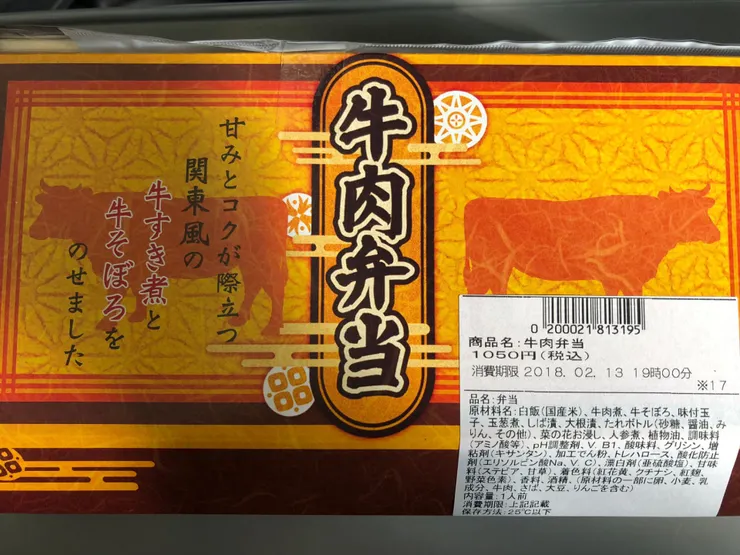 牛肉弁当
甘みとコクが際立つ
関東風の
牛すき煮と
牛そぼろを
のせました
0 200021 813195
商品名:牛肉弁当
1050円(税込)
消費期限 2018. 02. 13 19時00分
※17
品名:弁当
原材料名:白飯(国産米)、牛肉煮、牛そぼろ、味付玉
子、玉葱煮、しば漬、大根漬、たれボトル(砂糖、醤油、み
りん、その他)、菜の花お浸し、人参煮、植物油、調味料
(アミノ酸等)、pH調整剤、V. B1、酸味料、グリシン、増
粘剤(キサンタン)、加工でん粉、トレハロース、酸化防止
剤(エリソルビン酸Na、V. C)、漂白剤(亜硫酸塩)、甘味
料(ステビア、甘草)、着色料(紅花黄、クチナシ、紅麹、
野菜色素)、香料、酒精、(原材料の一部に卵、小麦、乳
成分、牛肉、さば、大豆、りんごを含む)
内容量:1人前
消費期限:上記記載
保存方法:25℃以下